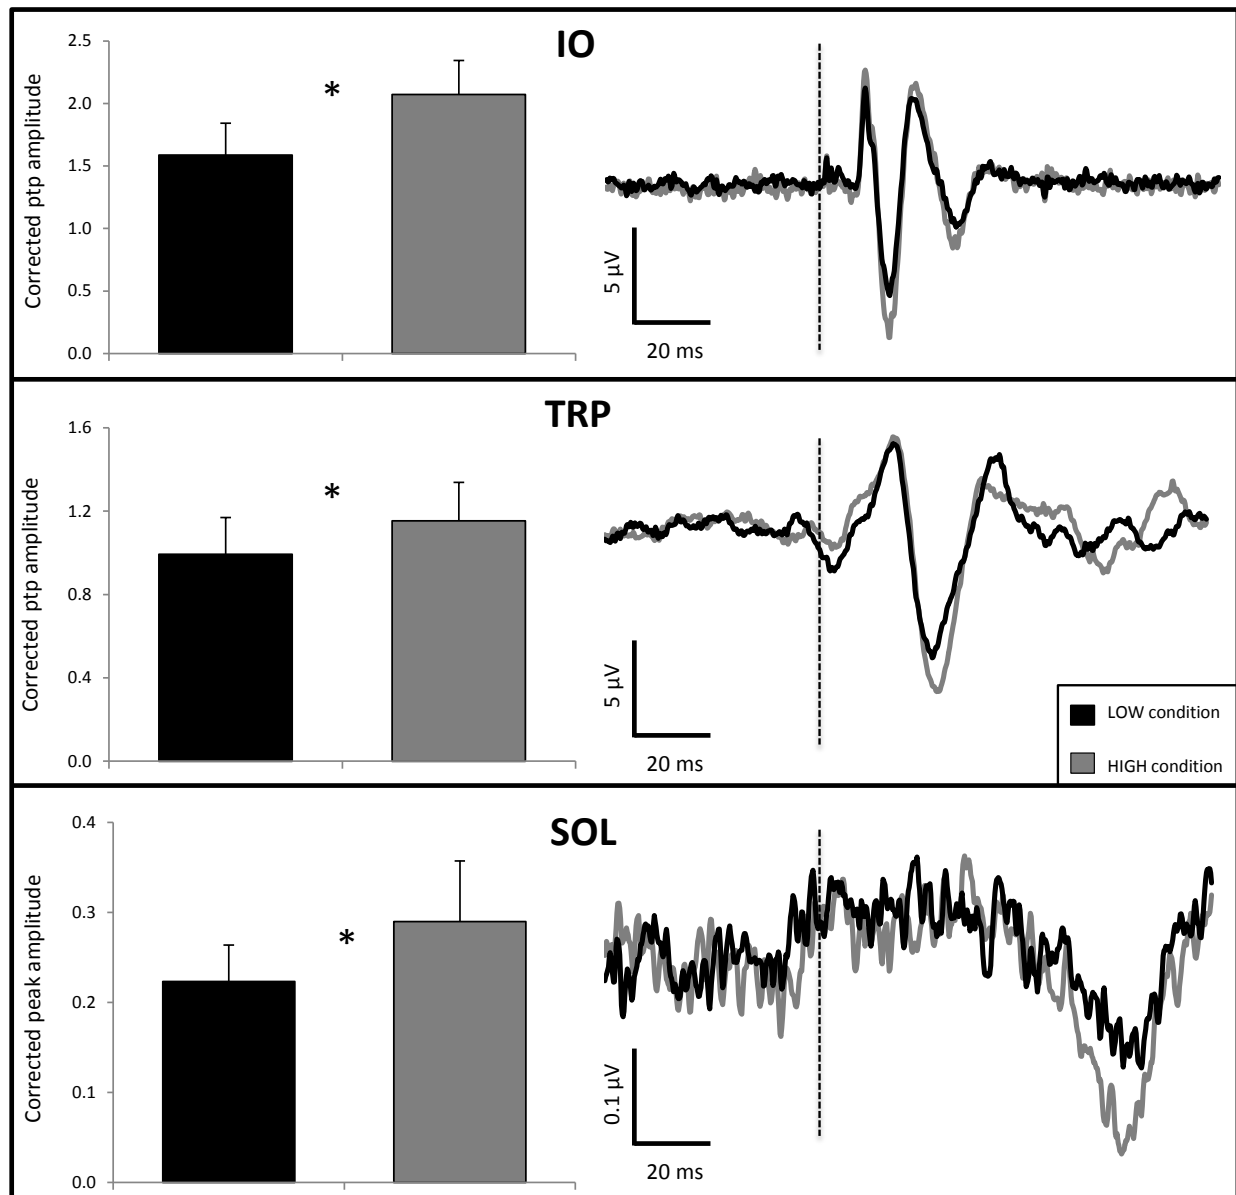 IO
Corrected ptp amplitude
2.5
2.0
1.5
1.0
0.5
0.0
*
5 µV
20 ms
TRP
Corrected ptp amplitude
1.6
1.2
0.8
0.4
0.0
*
5 µV
20 ms
LOW condition
HIGH condition
SOL
Corrected peak amplitude
0.4
0.3
0.2
0.1
0.0
*
0.1 µV
20 ms